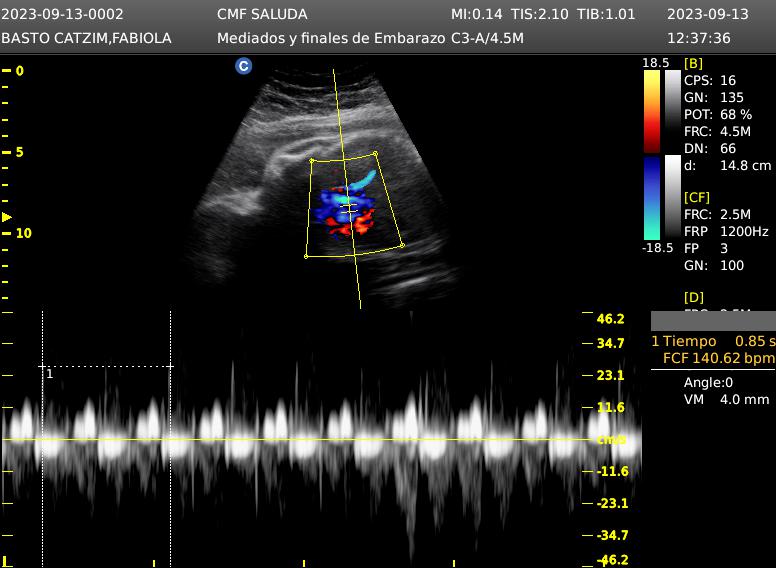 2023-09-13-0002 CMF SALUDA MI:0.14 TIS:2.10 TIB:1.01 2023-09-13
BASTO CATZIM,FABIOLA Mediados y finales de Embarazo C3-A/4.5M 12:37:36
C
0
5
10
18.5
-18.5
[B]
CPS: 16
GN: 135
POT: 68 %
FRC: 4.5M
DN: 66
d: 14.8 cm
[CF]
FRC: 2.5M
FRP 1200Hz
FP 3
GN: 100
[D]
1 Tiempo 0.85 s
FCF 140.62 bpm
Angle:0
VM 4.0 mm
1
46.2
34.7
23.1
11.6
cm/s
-11.6
-23.1
-34.7
-46.2